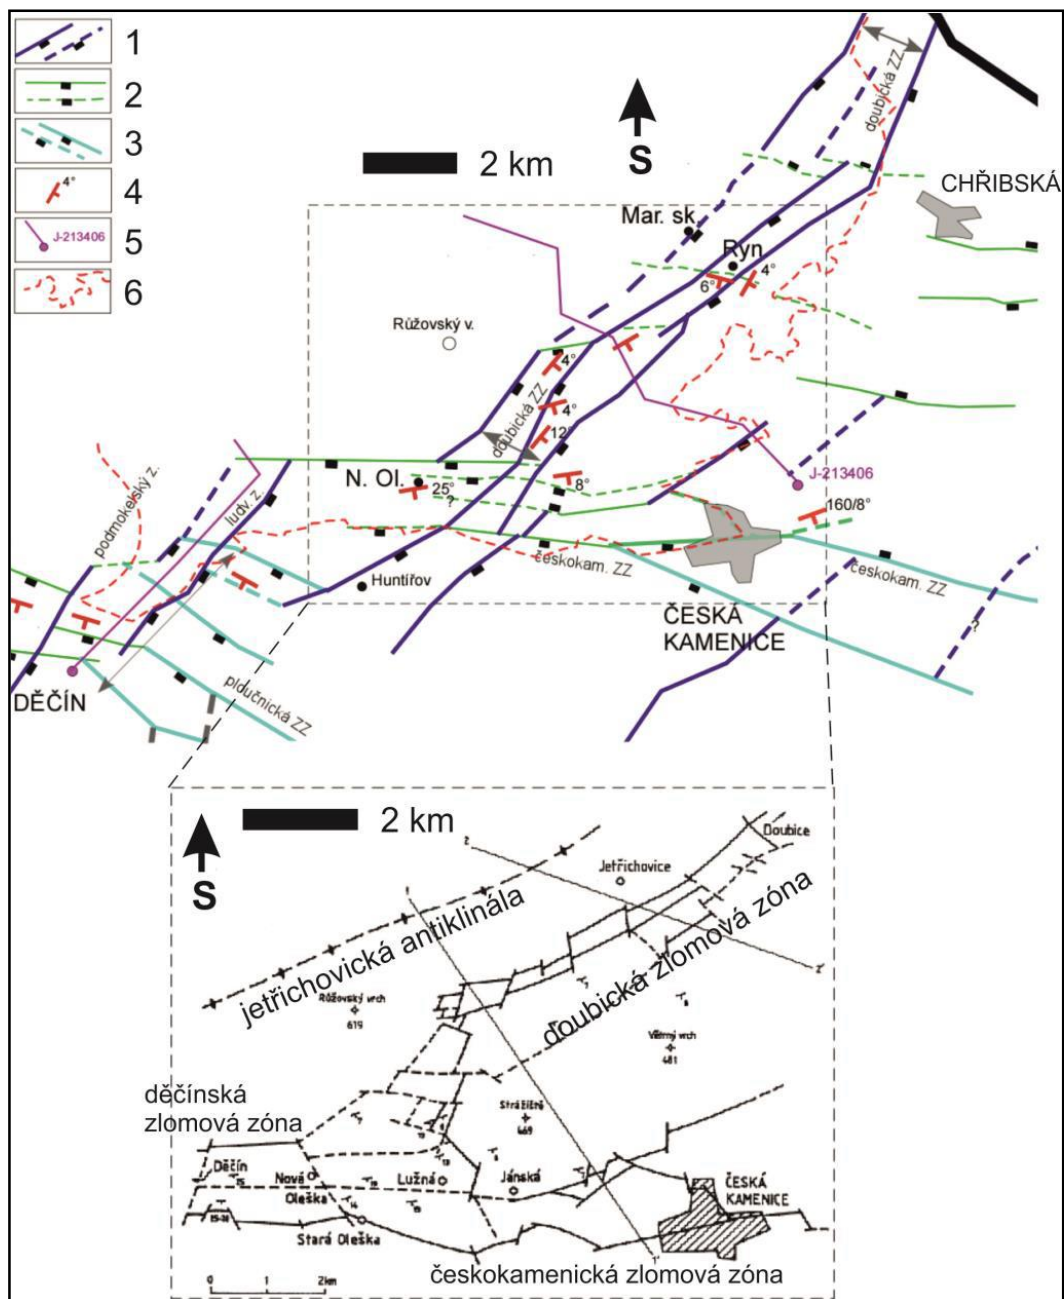 1
2
3
4°
4
J-213406
5
6
2 km
S
doubická ZZ
CHŘIBSKÁ
Mar. sk.
Ryn
6°
4°
Růžovský v.
4°
doubická ZZ
4°
12°
J-213406
N. Ol.
25°
?
8°
160/8°
podmokelský z.
ludv z.
českokam. ZZ
českokam. ZZ
Huntířov
ČESKÁ
KAMENICE
?
DĚČÍN
ploučnická ZZ
2 km
S
Doubice
Jetřichovice
jetřichovická antiklinála
doubická zlomová zóna
Růžovský vrch
619
Větrný vrch
481
děčínská
zlomová zóna
Strážiště
469
Děčín
Nová
Oleška
Lužná
Jánská
ČESKÁ
KAMENICE
Stará Oleška
českokamenická zlomová zóna
0 1 2km